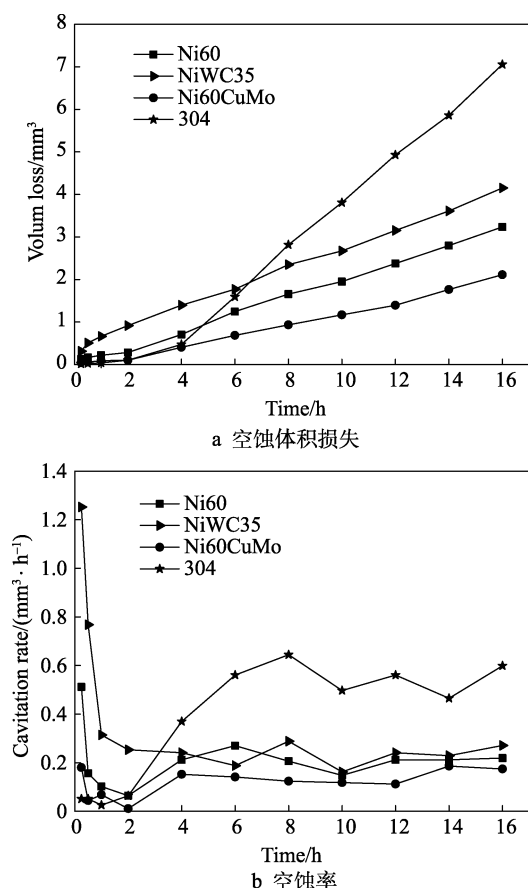 8
7
6
5
4
3
2
1
0
Volum loss/mm³
Ni60
NiWC35
Ni60CuMo
304
0 2 4 6 8 10 12 14 16
Time/h
a 空蚀体积损失
1.4
1.2
1.0
0.8
0.6
0.4
0.2
0
Cavitation rate/(mm³·h⁻¹)
Ni60
NiWC35
Ni60CuMo
304
0 2 4 6 8 10 12 14 16
Time/h
b 空蚀率